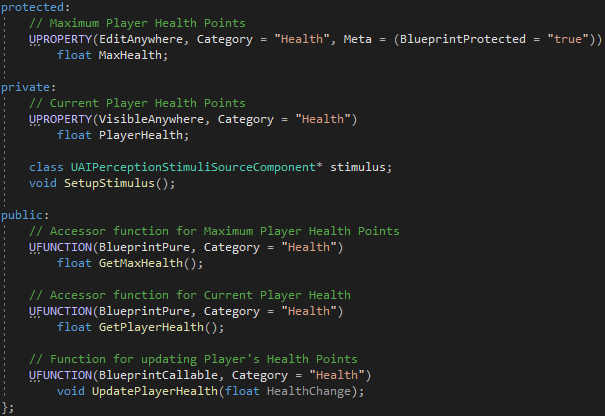 protected:
// Maximum Player Health Points
UPROPERTY(EditAnywhere, Category = "Health", Meta = (BlueprintProtected = "true"))
float MaxHealth;
private:
// Current Player Health Points
UPROPERTY(VisibleAnywhere, Category = "Health")
float PlayerHealth;
class UAIPerceptionStimuliSourceComponent* stimulus;
void SetupStimulus();
public:
// Accessor function for Maximum Player Health Points
UFUNCTION(BlueprintPure, Category = "Health")
float GetMaxHealth();
// Accessor function for Current Player Health
UFUNCTION(BlueprintPure, Category = "Health")
float GetPlayerHealth();
// Function for updating Player's Health Points
UFUNCTION(BlueprintCallable, Category = "Health")
void UpdatePlayerHealth(float HealthChange);
};